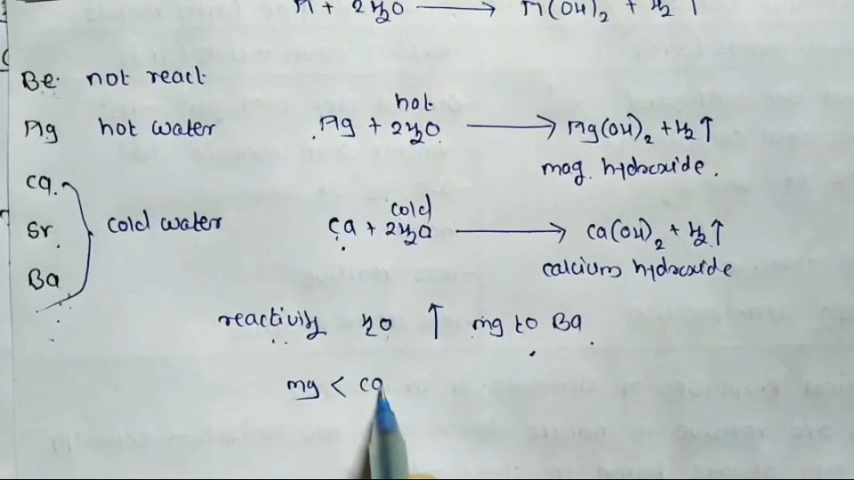 M + 2H₂O ⟶ M(OH)₂ + H₂ ↑
Be not react
hot
Mg hot water Mg + 2H₂O ⟶ Mg(OH)₂ + H₂↑
mag. hydroxide.
ca
cold
Sr cold water Ca + 2H₂O ⟶ ca(OH)₂ + H₂↑
Ba calcium hydroxide
reactivity H₂O ↑ mg to Ba
mg < ca